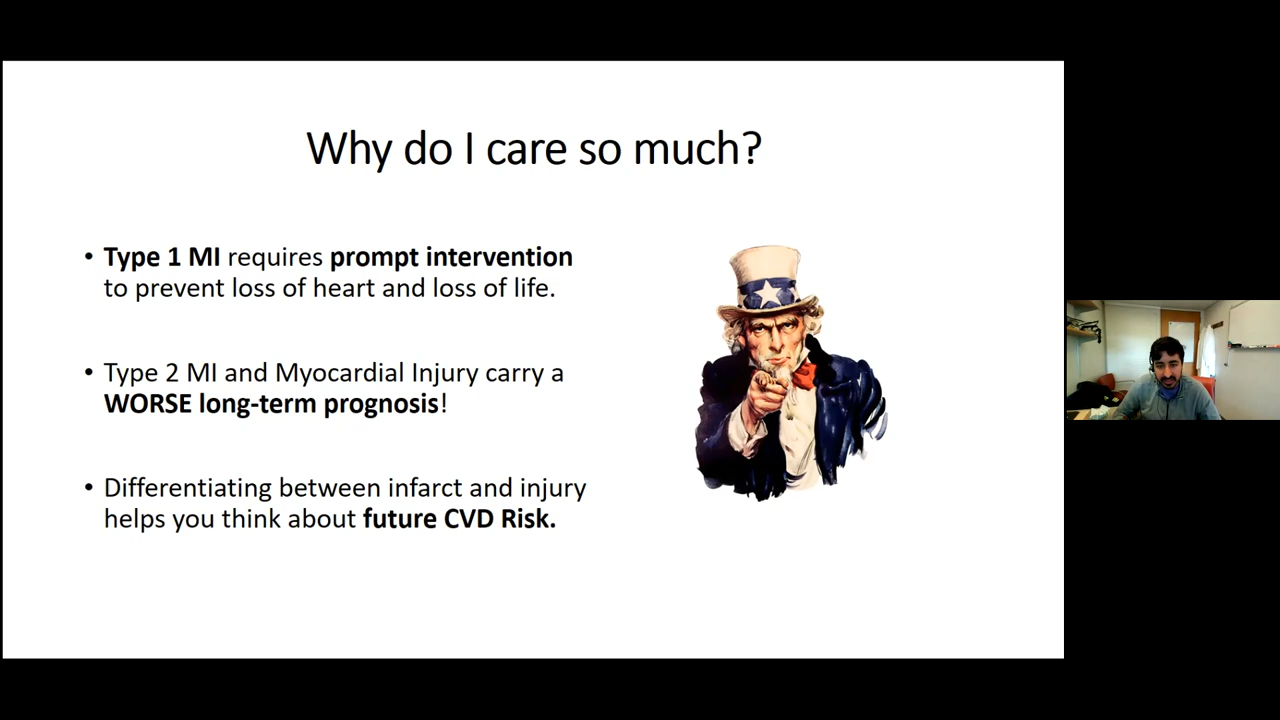 Why do I care so much?
• Type 1 MI requires prompt intervention
to prevent loss of heart and loss of life.
• Type 2 MI and Myocardial Injury carry a
WORSE long-term prognosis!
• Differentiating between infarct and injury
helps you think about future CVD Risk.